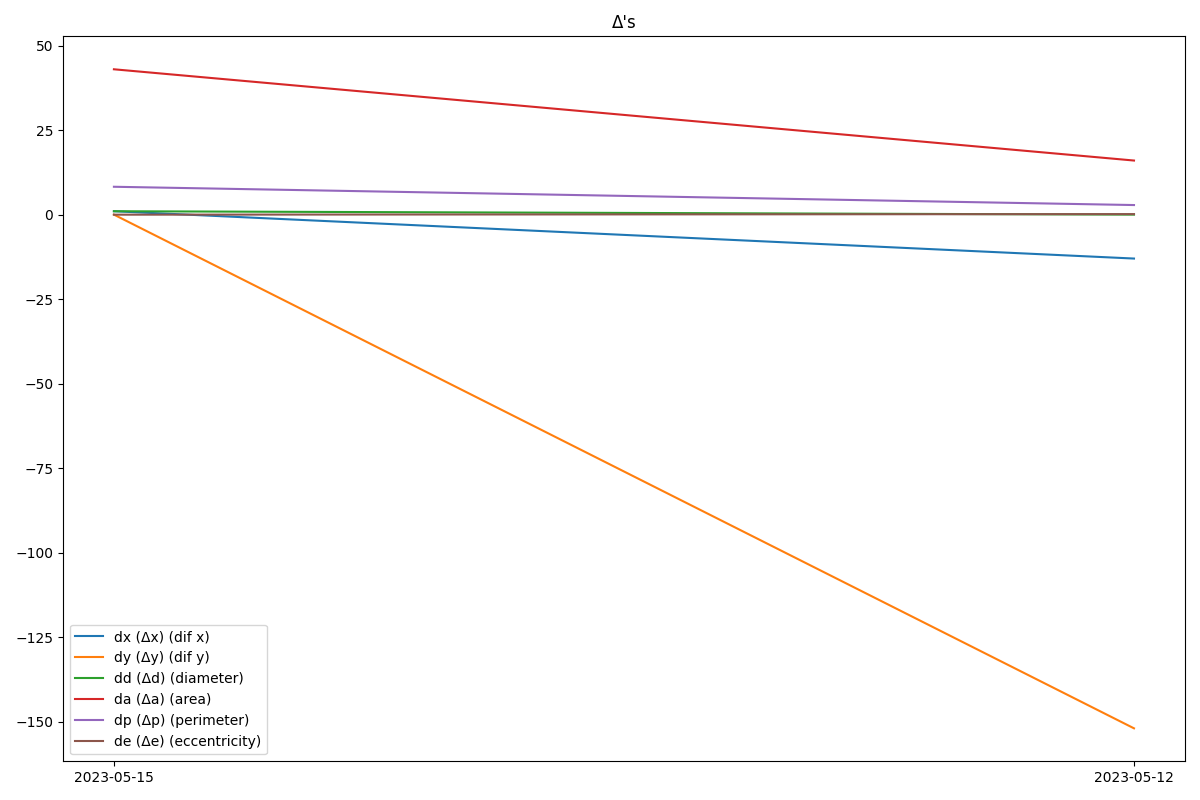 Δ's
50
25
0
−25
−50
−75
−100
−125
−150
dx (Δx) (dif x)
dy (Δy) (dif y)
dd (Δd) (diameter)
da (Δa) (area)
dp (Δp) (perimeter)
de (Δe) (eccentricity)
2023-05-15
2023-05-12